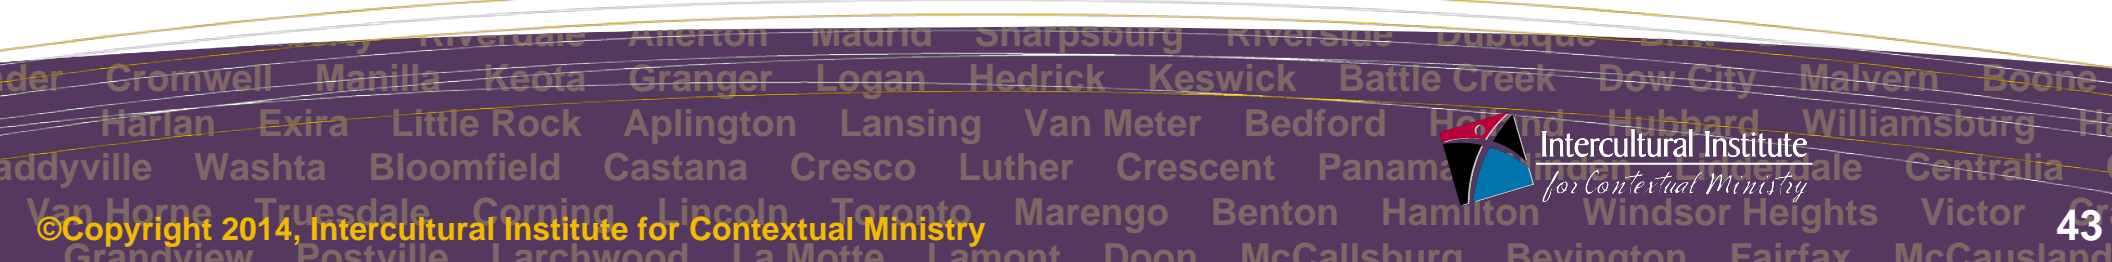 Riverdale Allerton Madrid Sharpsburg Riverside Dubuque Britt
Cromwell Manilla Keota Granger Logan Hedrick Keswick Battle Creek Dow City Malvern Boone
Harlan Exira Little Rock Aplington Lansing Van Meter Bedford Hubbard Williamsburg
Intercultural Institute
addyville Washta Bloomfield Castana Cresco Luther Crescent Panama Centralia
for Contextual Ministry
Van Horne Truesdale Corning Lincoln Toronto Marengo Benton Hamilton Windsor Heights Victor
©Copyright 2014, Intercultural Institute for Contextual Ministry
43
Grandview Postville Larchwood La Motte Lamont Doon McCallsburg Bevington Fairfax McCausland